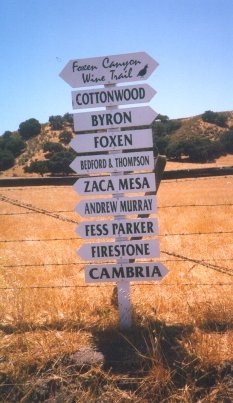 Foxen Canyon
Wine Trail
COTTONWOOD
BYRON
FOXEN
BEDFORD & THOMPSON
ZACA MESA
ANDREW MURRAY
FESS PARKER
FIRESTONE
CAMBRIA